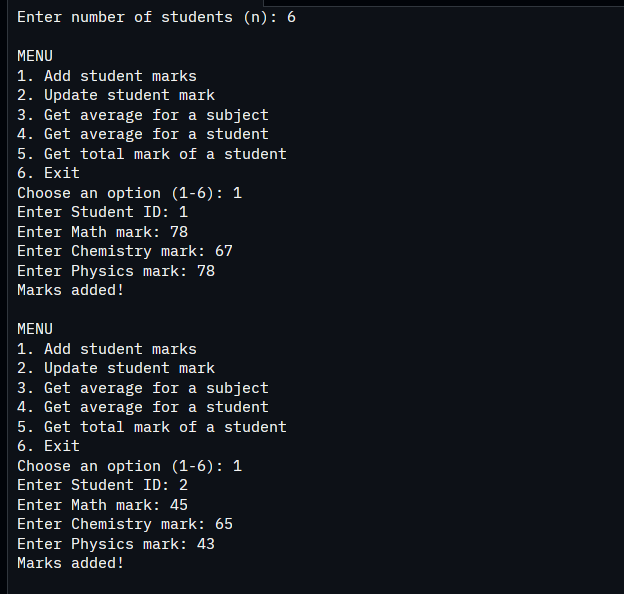 Enter number of students (n): 6
MENU
1. Add student marks
2. Update student mark
3. Get average for a subject
4. Get average for a student
5. Get total mark of a student
6. Exit
Choose an option (1-6): 1
Enter Student ID: 1
Enter Math mark: 78
Enter Chemistry mark: 67
Enter Physics mark: 78
Marks added!
MENU
1. Add student marks
2. Update student mark
3. Get average for a subject
4. Get average for a student
5. Get total mark of a student
6. Exit
Choose an option (1-6): 1
Enter Student ID: 2
Enter Math mark: 45
Enter Chemistry mark: 65
Enter Physics mark: 43
Marks added!